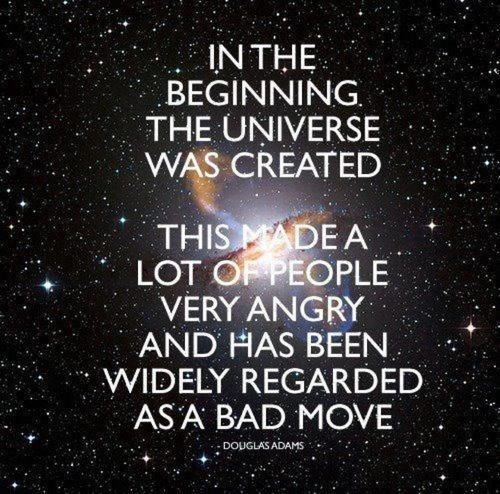 IN THE
BEGINNING
THE UNIVERSE
WAS CREATED
THIS MADE A
LOT OF PEOPLE
VERY ANGRY
AND HAS BEEN
WIDELY REGARDED
AS A BAD MOVE
- DOUGLAS ADAMS